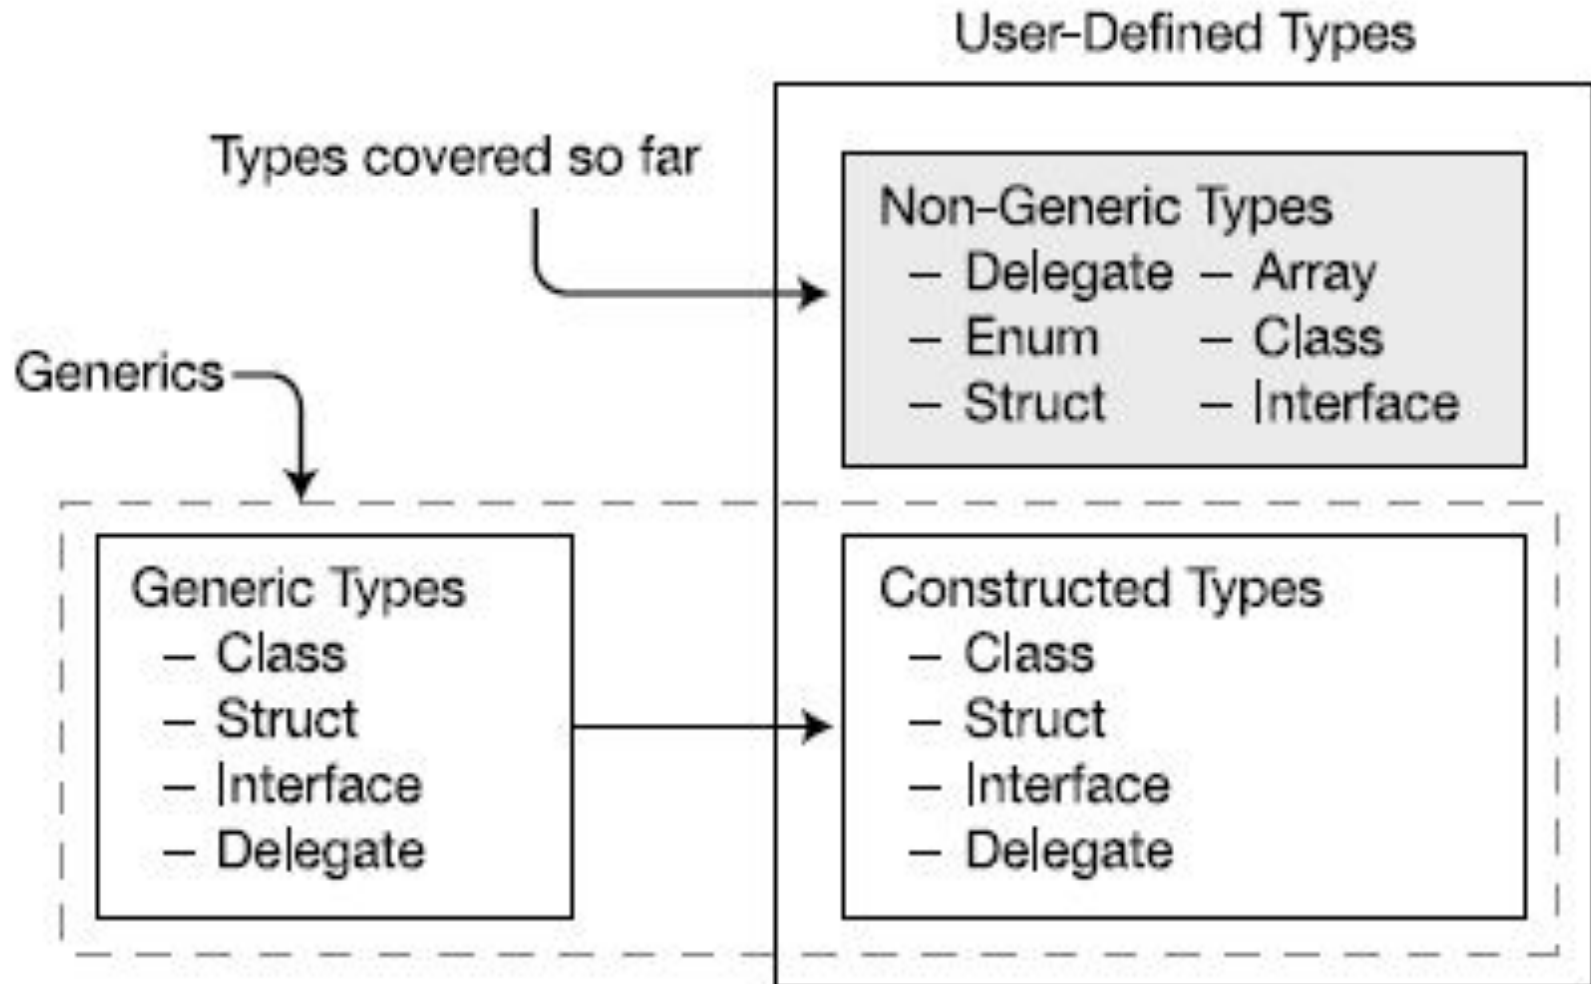 User-Defined Types
Types covered so far
Non-Generic Types
– Delegate – Array
– Enum – Class
– Struct – Interface
Generics
Generic Types
– Class
– Struct
– Interface
– Delegate
Constructed Types
– Class
– Struct
– Interface
– Delegate